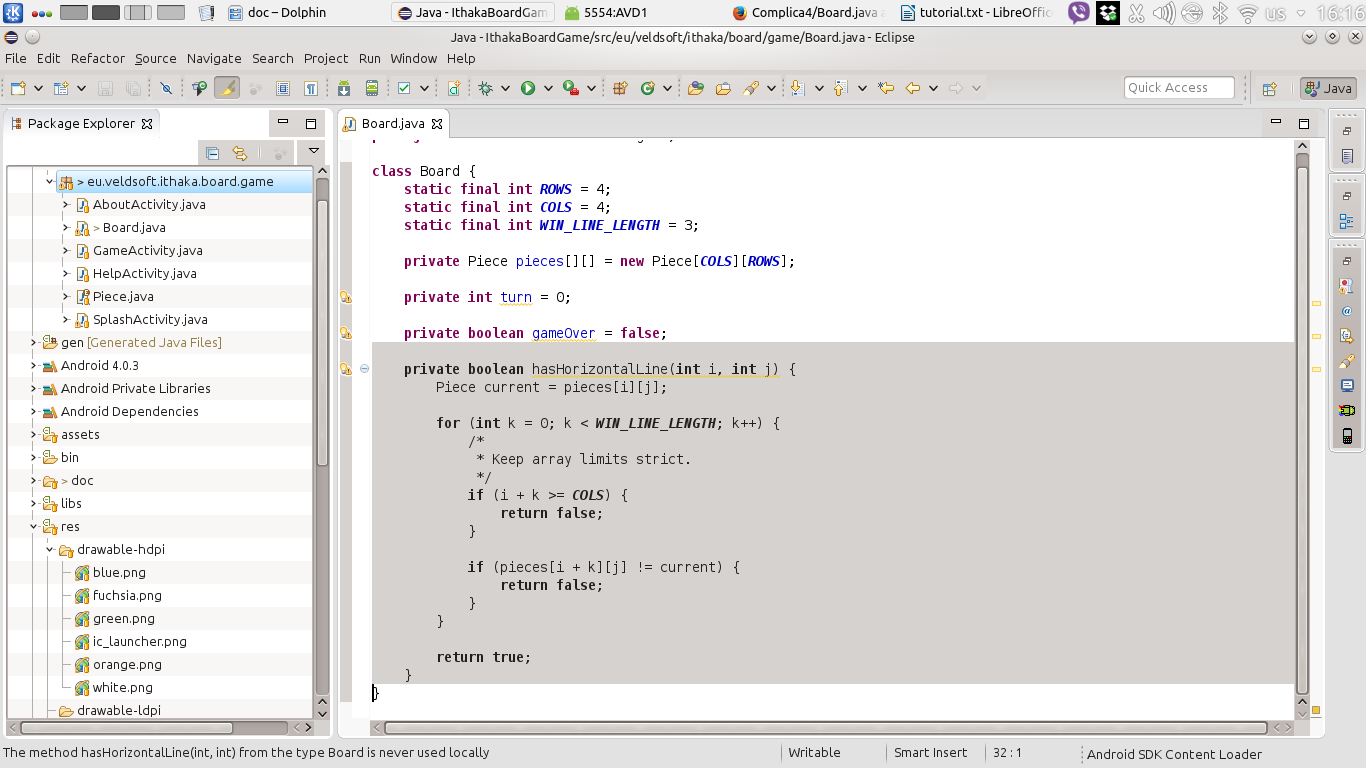 doc – Dolphin
Java - IthakaBoardGam
5554:AVD1
Complica4/Board.java a
tutorial.txt - LibreOffic
us
16:16
Java - IthakaBoardGame/src/eu/veldsoft/ithaka/board/game/Board.java - Eclipse
File Edit Refactor Source Navigate Search Project Run Window Help
Quick Access
Java
Package Explorer
Board.java
> eu.veldsoft.ithaka.board.game
AboutActivity.java
> Board.java
GameActivity.java
HelpActivity.java
Piece.java
SplashActivity.java
gen [Generated Java Files]
Android 4.0.3
Android Private Libraries
Android Dependencies
assets
bin
> doc
libs
res
drawable-hdpi
blue.png
fuchsia.png
green.png
ic_launcher.png
orange.png
white.png
drawable-ldpi
class Board {
static final int ROWS = 4;
static final int COLS = 4;
static final int WIN_LINE_LENGTH = 3;
private Piece pieces[][] = new Piece[COLS][ROWS];
private int turn = 0;
private boolean gameOver = false;
private boolean hasHorizontalLine(int i, int j) {
Piece current = pieces[i][j];
for (int k = 0; k < WIN_LINE_LENGTH; k++) {
/*
* Keep array limits strict.
*/
if (i + k >= COLS) {
return false;
}
if (pieces[i + k][j] != current) {
return false;
}
}
return true;
}
}
The method hasHorizontalLine(int, int) from the type Board is never used locally
Writable
Smart Insert
32 : 1
Android SDK Content Loader